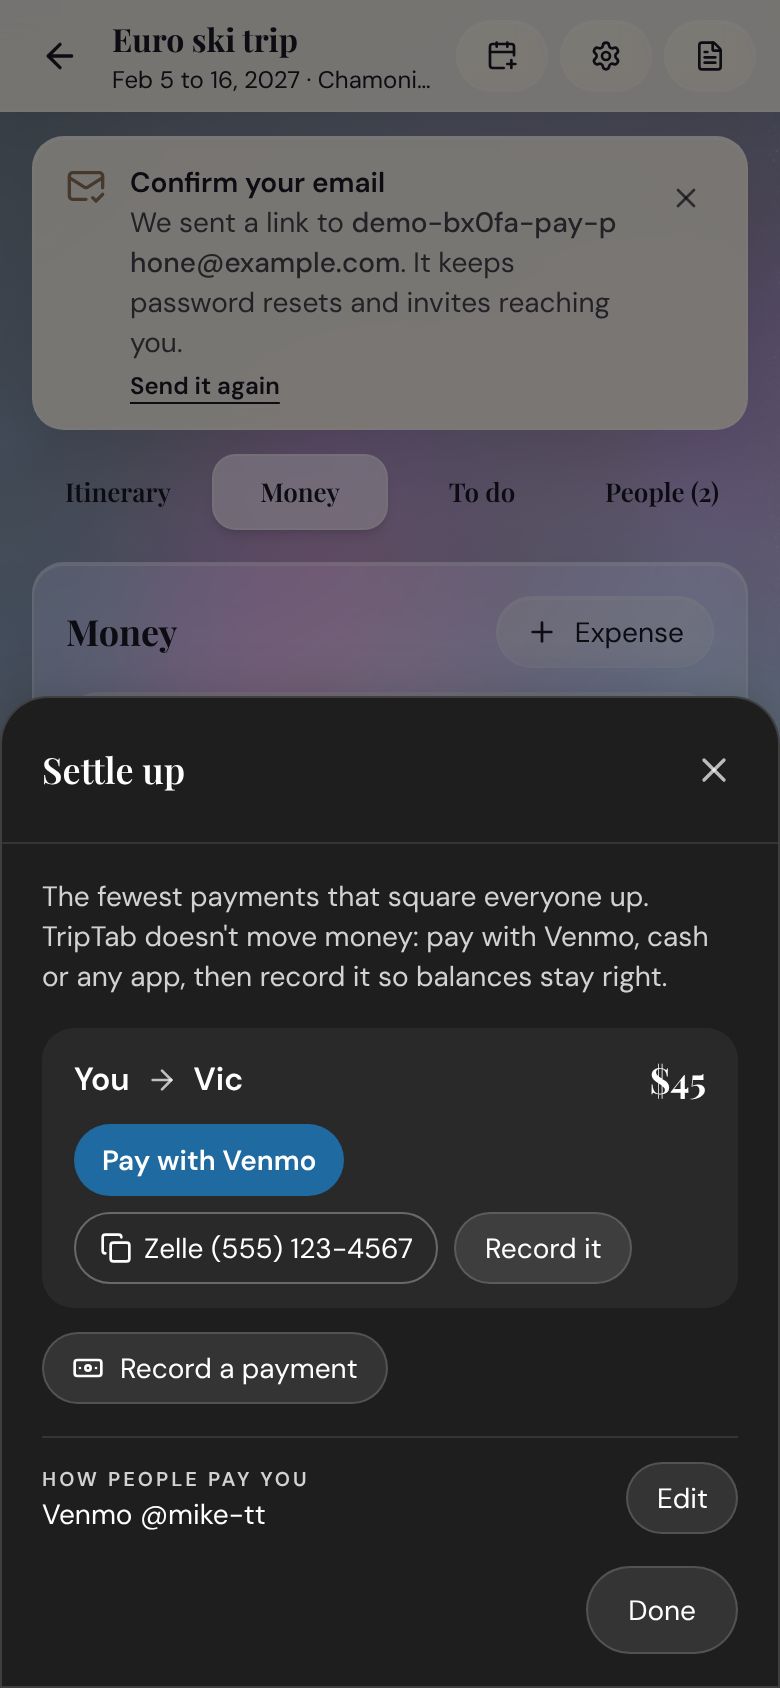 Euro ski trip
Feb 5 to 16, 2027 · Chamoni...
Confirm your email
We sent a link to demo-bx0fa-pay-p
hone@example.com. It keeps
password resets and invites reaching
you.
Send it again
Itinerary
Money
To do
People (2)
Money
Expense
Settle up
The fewest payments that square everyone up.
TripTab doesn't move money: pay with Venmo, cash
or any app, then record it so balances stay right.
You → Vic
$45
Pay with Venmo
Zelle (555) 123-4567
Record it
Record a payment
HOW PEOPLE PAY YOU
Venmo @mike-tt
Edit
Done